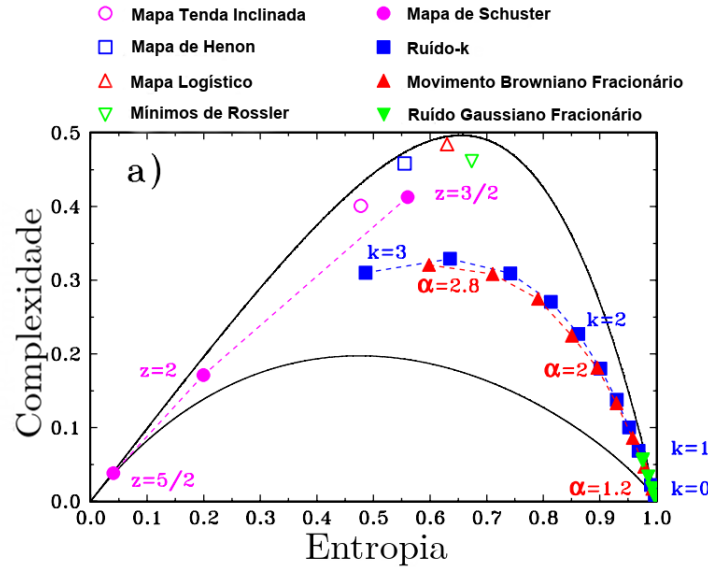 Mapa Tenda Inclinada
Mapa de Schuster
Mapa de Henon
Ruído-k
Mapa Logístico
Movimento Browniano Fracionário
Mínimos de Rossler
Ruído Gaussiano Fracionário
a)
Complexidade
0.5
0.4
0.3
0.2
0.1
0.0
z=3/2
k=3
α=2.8
k=2
z=2
α=2
k=1
z=5/2
α=1.2
k=0
0.0 0.1 0.2 0.3 0.4 0.5 0.6 0.7 0.8 0.9 1.0
Entropia